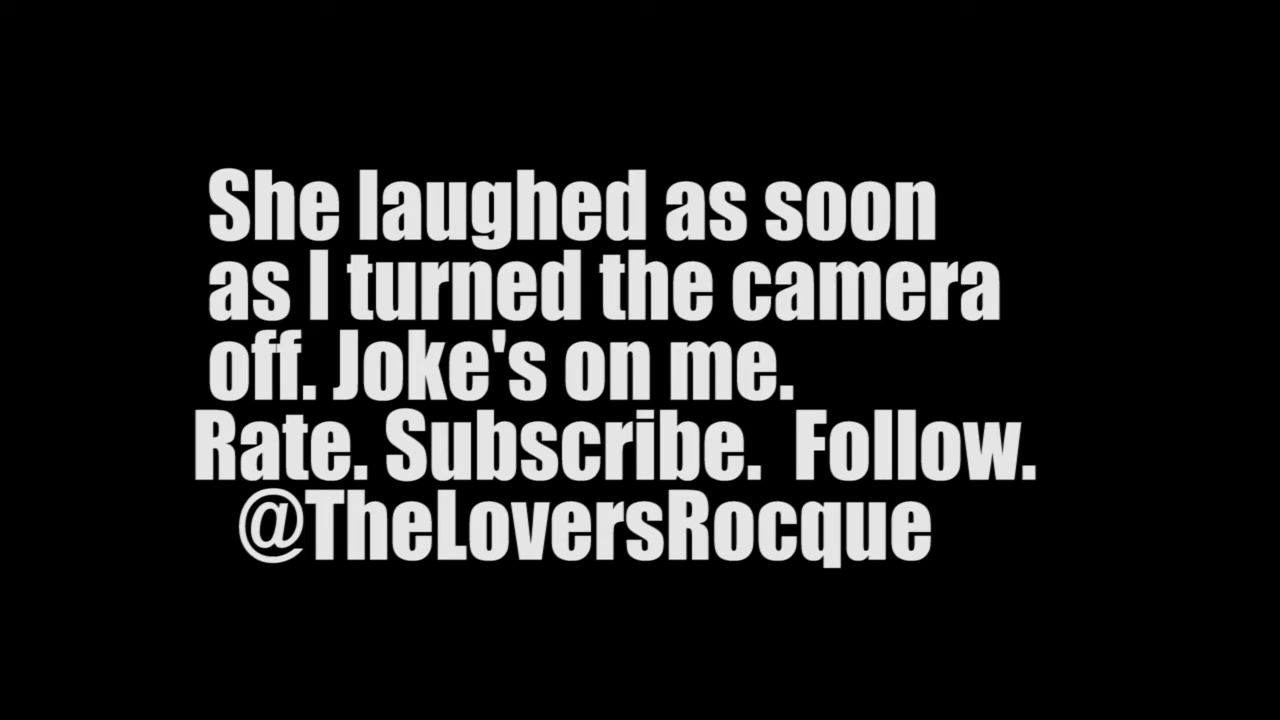 She laughed as soon
as I turned the camera
off. Joke's on me.
Rate. Subscribe.  Follow.
@TheLoversRocque